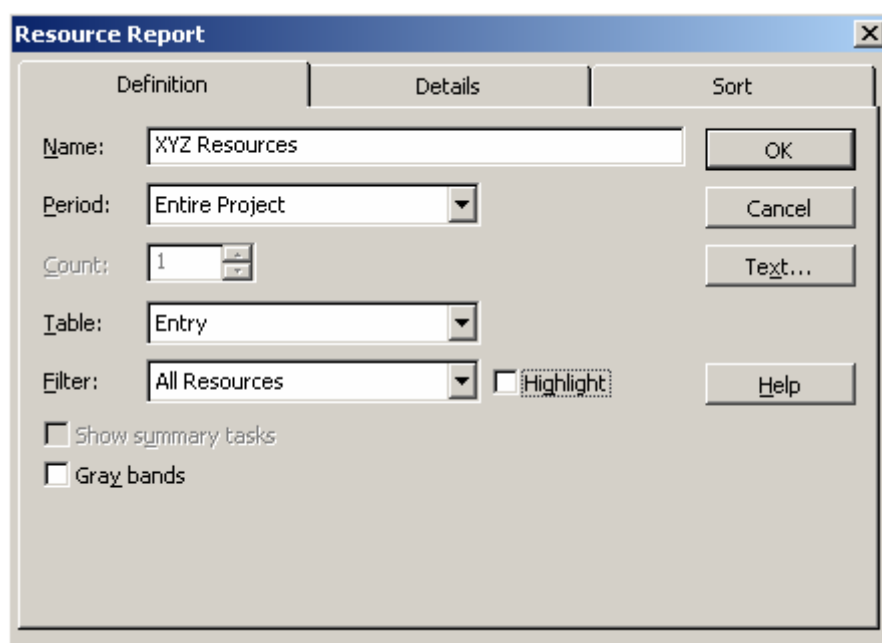 Resource Report
Definition Details Sort
Name: XYZ Resources OK
Period: Entire Project Cancel
Count: 1 Text...
Table: Entry
Filter: All Resources Highlight Help
Show summary tasks
Gray bands